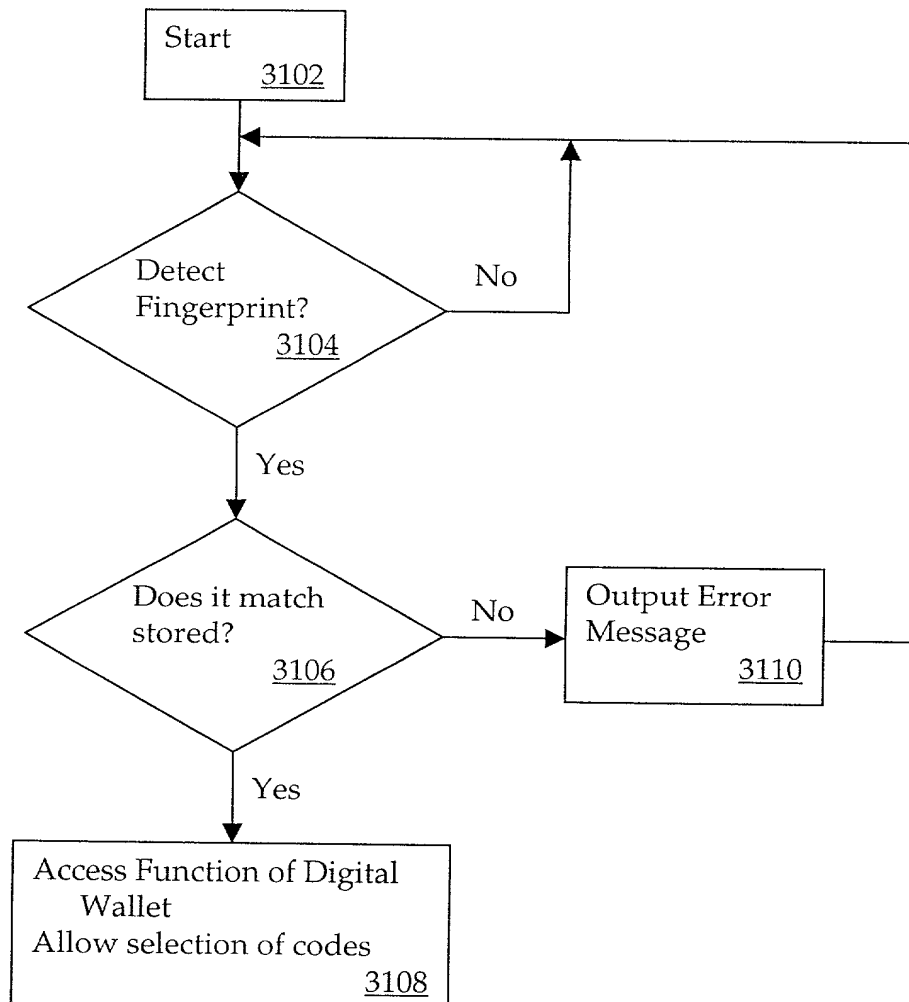 Start
3102
Detect
Fingerprint?
No
3104
Yes
Does it match
stored?
No
3106
Output Error
Message
3110
Yes
Access Function of Digital
Wallet
Allow selection of codes
3108